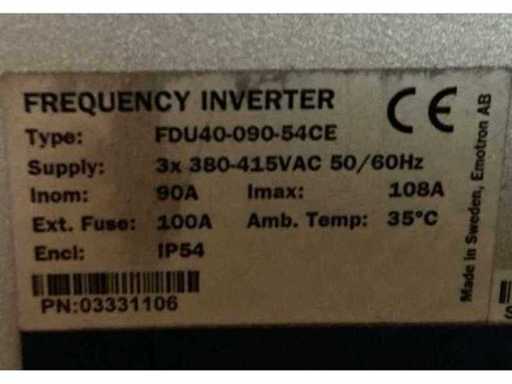 FREQUENCY INVERTER CE
Type: FDU40-090-54CE
Supply: 3x 380-415VAC 50/60Hz
Inom: 90A Imax: 108A
Ext. Fuse: 100A Amb. Temp: 35°C
Encl: IP54
PN:03331106
Made in Sweden, Emotron AB